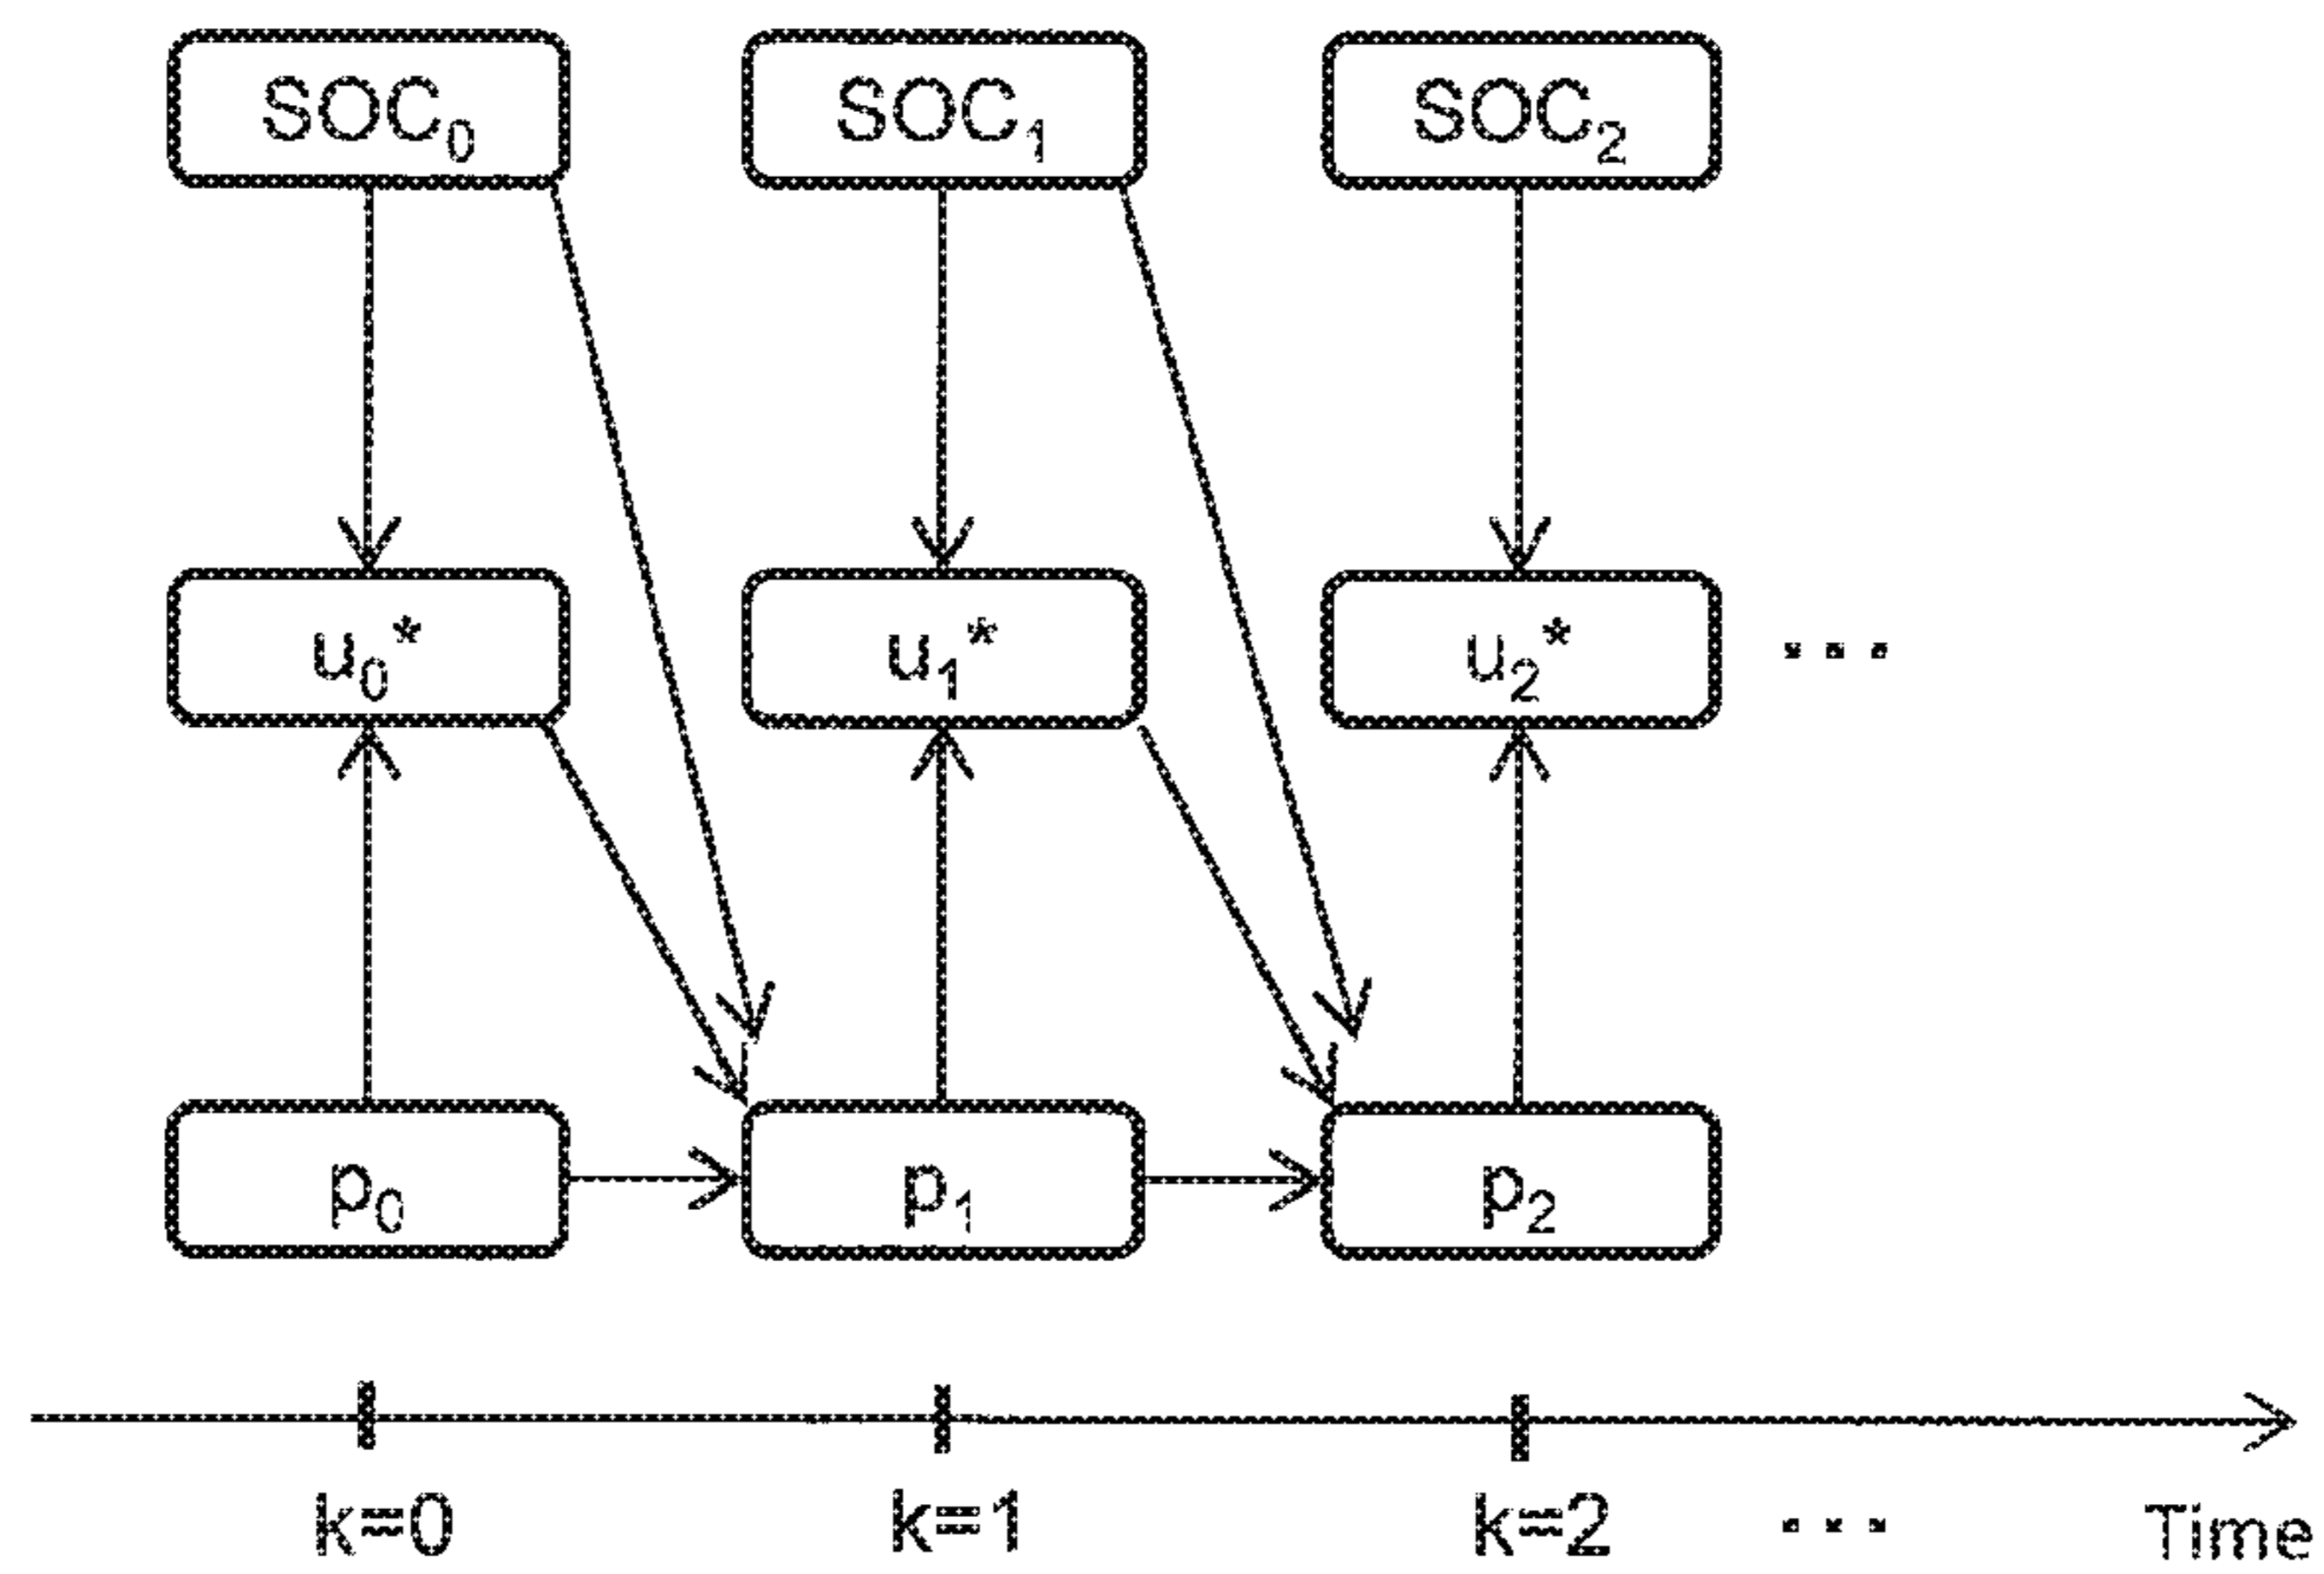 SOC₀ SOC₁ SOC₂
u₀* u₁* u₂* ...
p₀ p₁ p₂
k=0 k=1 k=2 ... Time